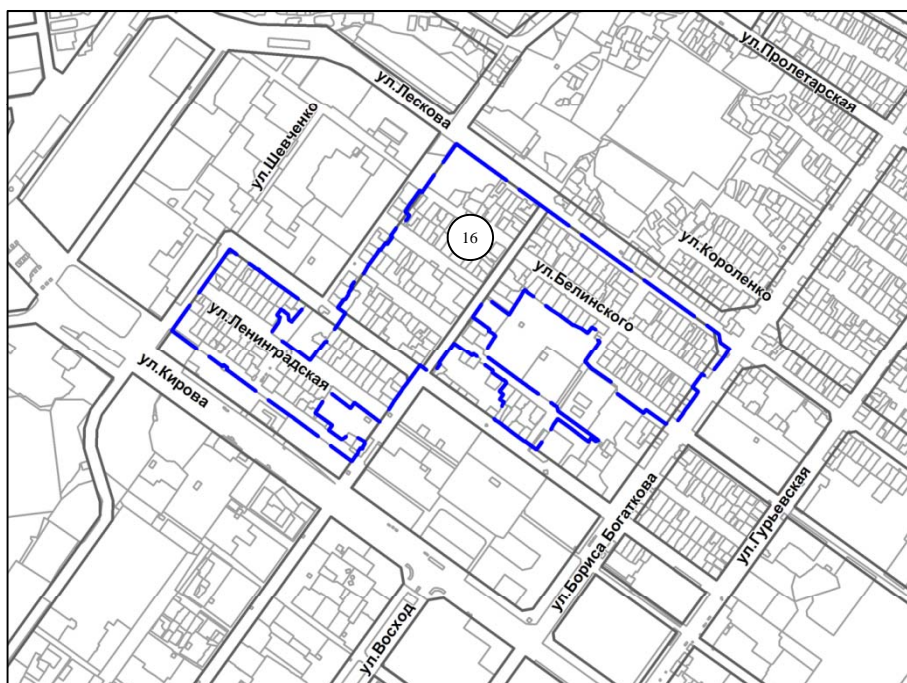 ул.Пролетарская
ул.Лескова
ул.Шевченко
16
ул.Короленко
ул.Белинского
ул.Ленинградская
ул.Кирова
ул.Бориса Богаткова
ул.Гурьевская
ул.Восход